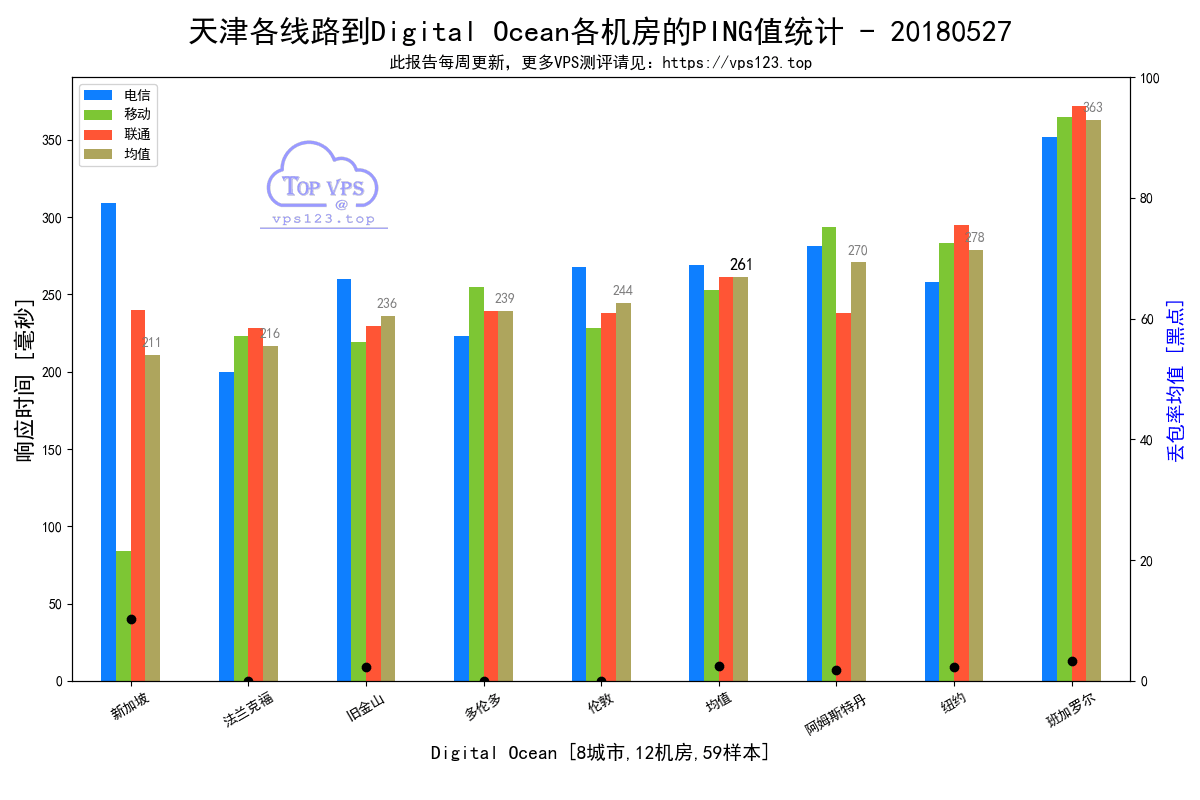 天津各线路到Digital Ocean各机房的PING值统计 - 20180527
此报告每周更新，更多VPS测评请见：https://vps123.top
电信
移动
联通
均值
TOP VPS
@
vps123.top
响应时间 [毫秒]
350
300
250
200
150
100
50
0
211
216
236
239
244
261
270
278
363
100
80
60
40
20
0
丢包率均值 [黑点]
新加坡
法兰克福
旧金山
多伦多
伦敦
均值
阿姆斯特丹
纽约
班加罗尔
Digital Ocean [8城市,12机房,59样本]